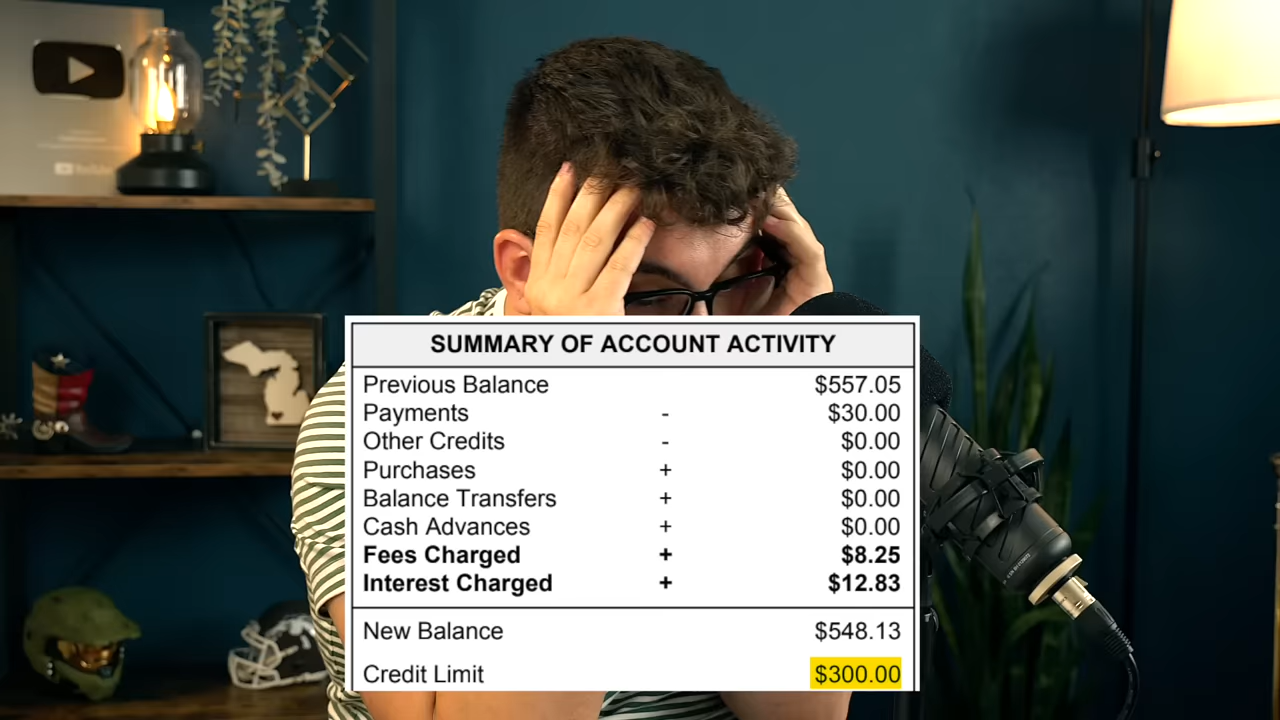 SUMMARY OF ACCOUNT ACTIVITY
Previous Balance $557.05
Payments - $30.00
Other Credits - $0.00
Purchases + $0.00
Balance Transfers + $0.00
Cash Advances + $0.00
Fees Charged + $8.25
Interest Charged + $12.83
New Balance $548.13
Credit Limit $300.00